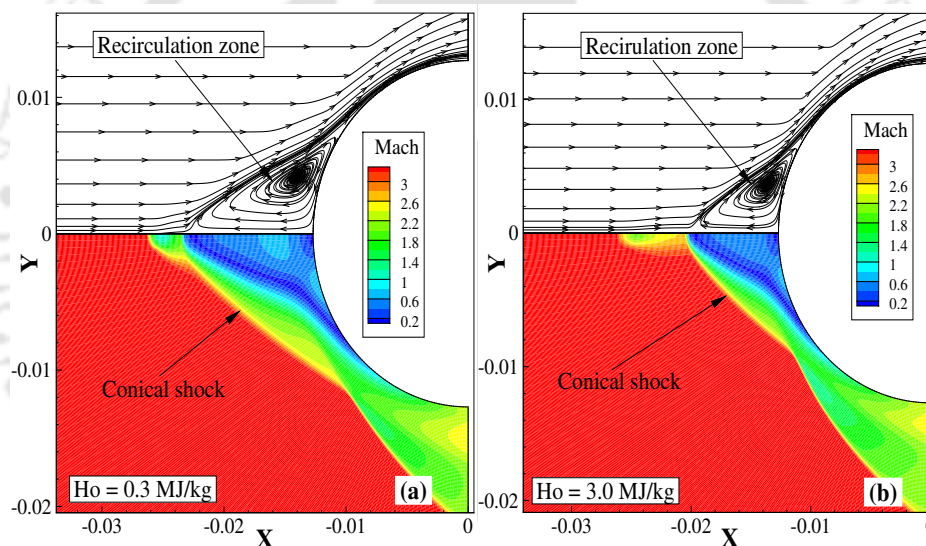 Recirculation zone
0.01
Mach
3
2.6
2.2
1.8
1.4
1
0.6
0.2
0
Y
-0.01
Conical shock
Ho = 0.3 MJ/kg
(a)
-0.02
-0.03
-0.02
-0.01
0
X
Recirulation zone
0.01
Mach
3
2.6
2.2
1.8
1.4
1
0.6
0.2
0
Y
-0.01
Conical shock
Ho = 3.0 MJ/kg
(b)
-0.02
-0.03
-0.02
-0.01
0
X